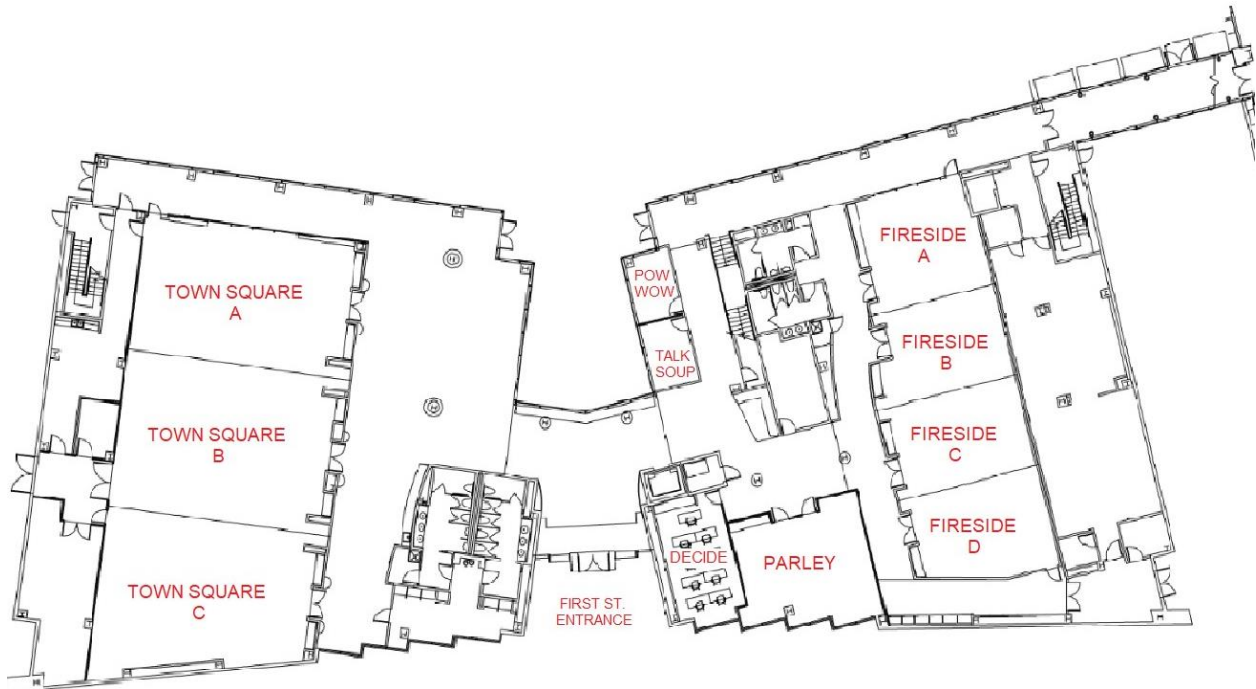 TOWN SQUARE
A
TOWN SQUARE
B
TOWN SQUARE
C
FIRST ST.
ENTRANCE
POW
WOW
TALK
SOUP
DECIDE
PARLEY
FIRESIDE
A
FIRESIDE
B
FIRESIDE
C
FIRESIDE
D